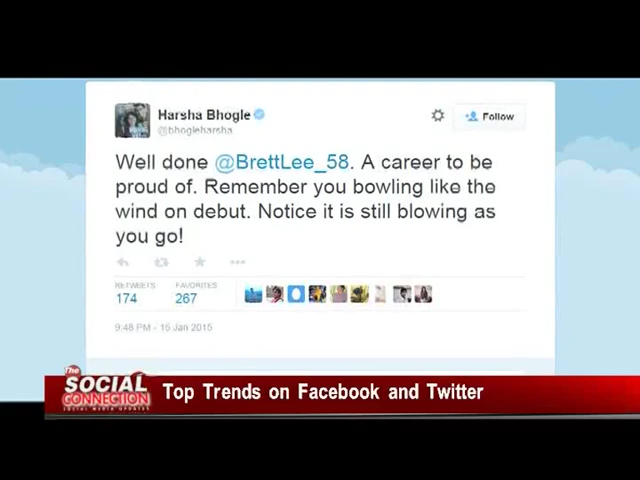 Harsha Bhogle
@bhogleharsha
Follow
Well done @BrettLee_58. A career to be
proud of. Remember you bowling like the
wind on debut. Notice it is still blowing as
you go!
RETWEETS
FAVORITES
174
267
9:48 PM - 15 Jan 2015
The
SOCIAL
CONNECTION
SOCIAL MEDIA UPDATES
Top Trends on Facebook and Twitter